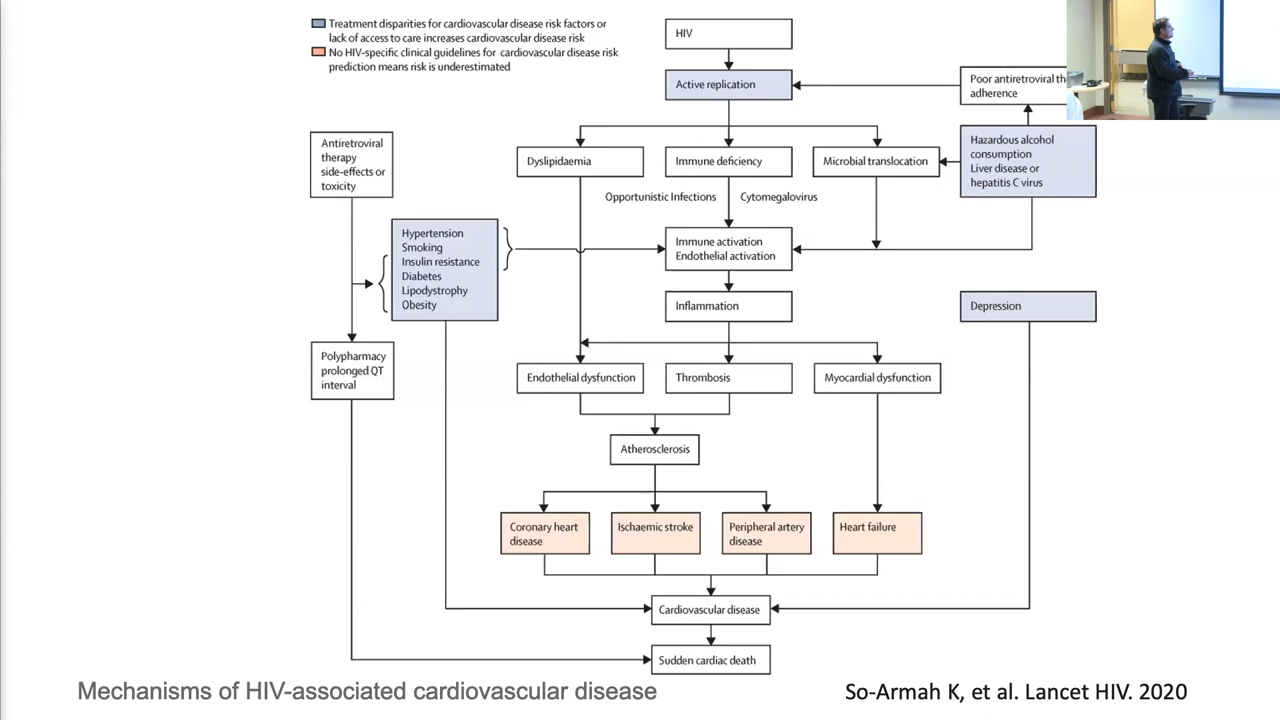 Treatment disparities for cardiovascular disease risk factors or
lack of access to care increases cardiovascular disease risk
No HIV-specific clinical guidelines for cardiovascular disease risk
prediction means risk is underestimated
HIV
Active replication
Poor antiretroviral
adherence
Antiretroviral
therapy
side-effects or
toxicity
Dyslipidaemia
Immune deficiency
Microbial translocation
Hazardous alcohol
consumption
Liver disease or
hepatitis C virus
Opportunistic Infections
Cytomegalovirus
Hypertension
Smoking
Insulin resistance
Diabetes
Lipodystrophy
Obesity
Immune activation
Endothelial activation
Inflammation
Depression
Polypharmacy
prolonged QT
interval
Endothelial dysfunction
Thrombosis
Myocardial dysfunction
Atherosclerosis
Coronary heart
disease
Ischaemic stroke
Peripheral artery
disease
Heart failure
Cardiovascular disease
Sudden cardiac death
Mechanisms of HIV-associated cardiovascular disease
So-Armah K, et al. Lancet HIV. 2020